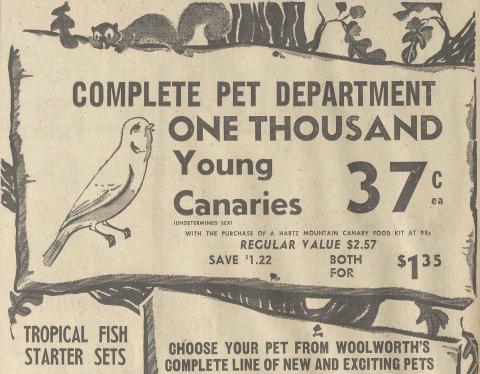 COMPLETE PET DEPARTMENT
ONE THOUSAND
Young
Canaries
37c
ea
(UNDETERMINED SEX)
WITH THE PURCHASE OF A HARTZ MOUNTAIN CANARY FOOD KIT AT 98c
REGULAR VALUE $2.57
SAVE $1.22
BOTH
FOR
$1.35
TROPICAL FISH
STARTER SETS
CHOOSE YOUR PET FROM WOOLWORTH'S
COMPLETE LINE OF NEW AND EXCITING PETS